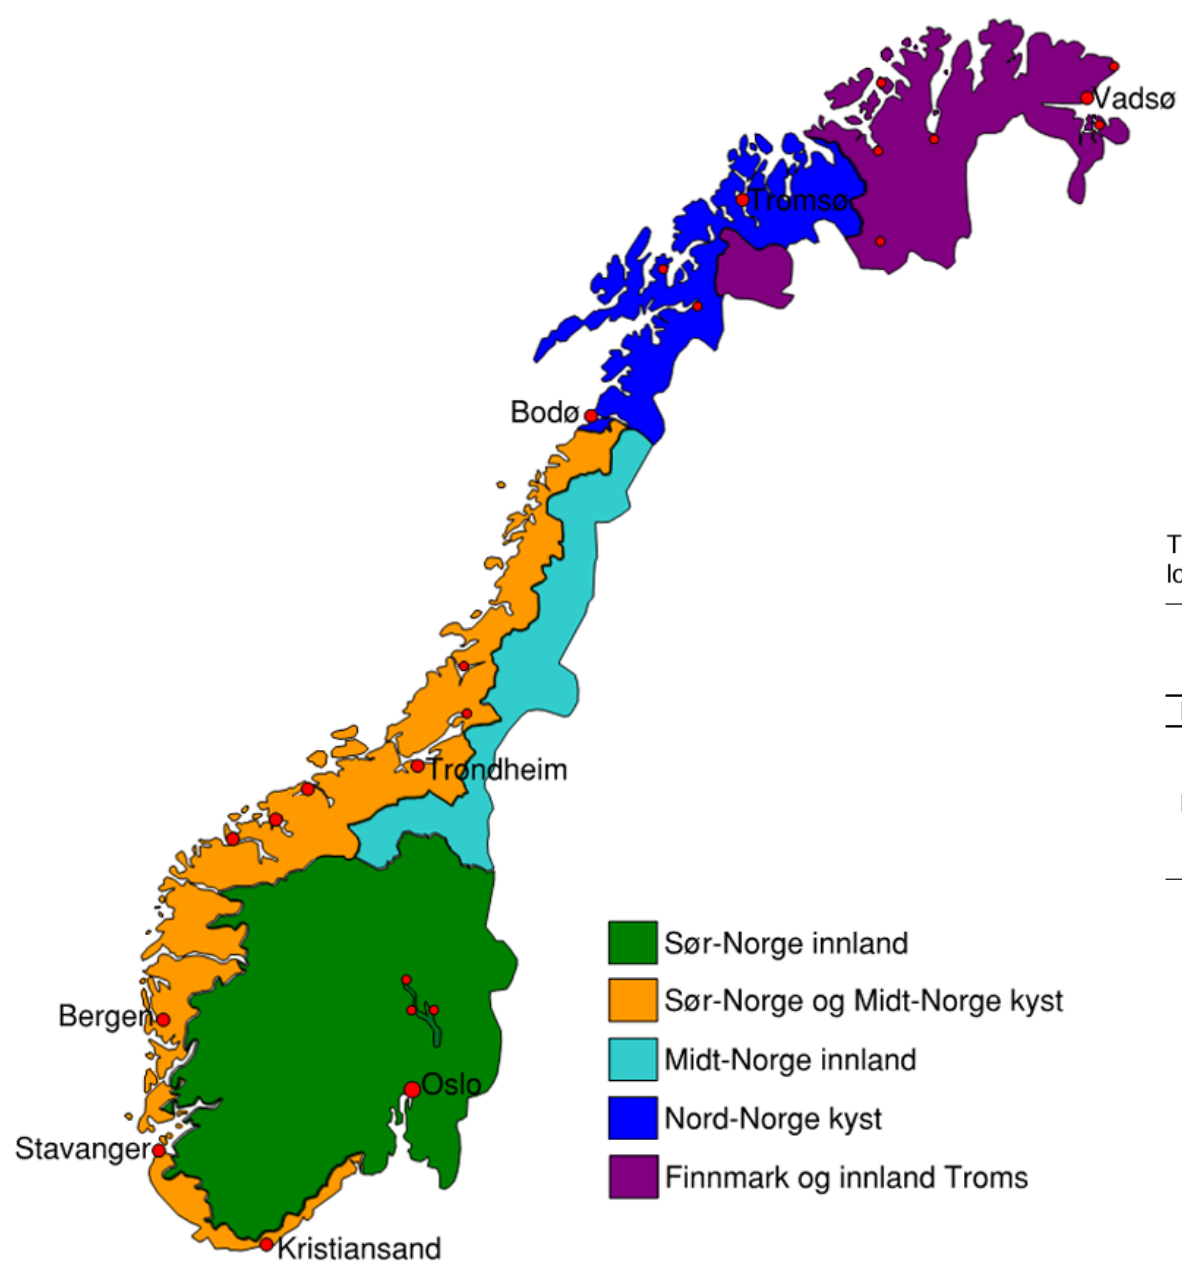 Vadsø
Tromsø
Bodø
Trondheim
Bergen
Oslo
Stavanger
Kristiansand
Sør-Norge innland
Sør-Norge og Midt-Norge kyst
Midt-Norge innland
Nord-Norge kyst
Finnmark og innland Troms